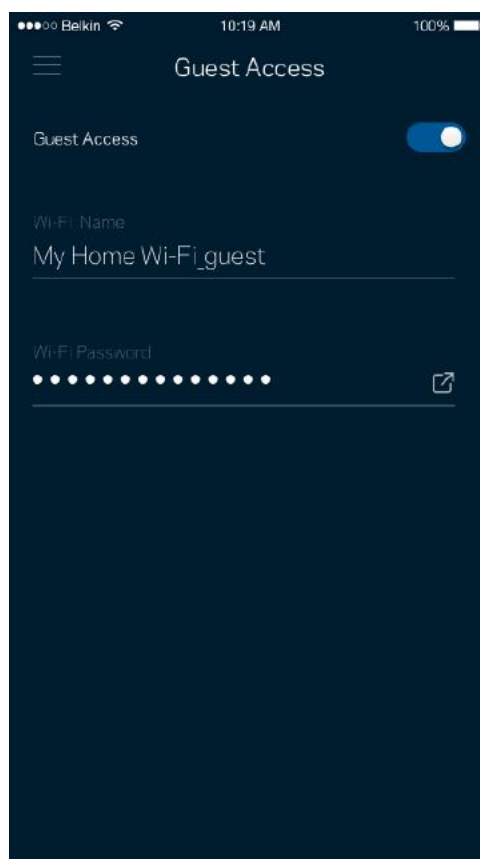 Belkin 10:19 AM 100%
Guest Access
Guest Access
Wi-Fi Name
My Home Wi-Fi_guest
Wi-Fi Password
••••••••••••••